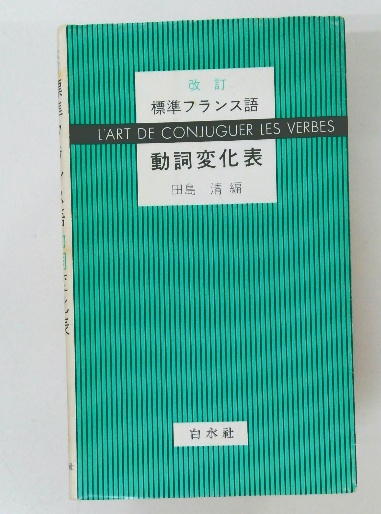 改訂
標準フランス語
L'ART DE CONJUGUER LES VERBES
動詞変化表
田島 清 編
白水社